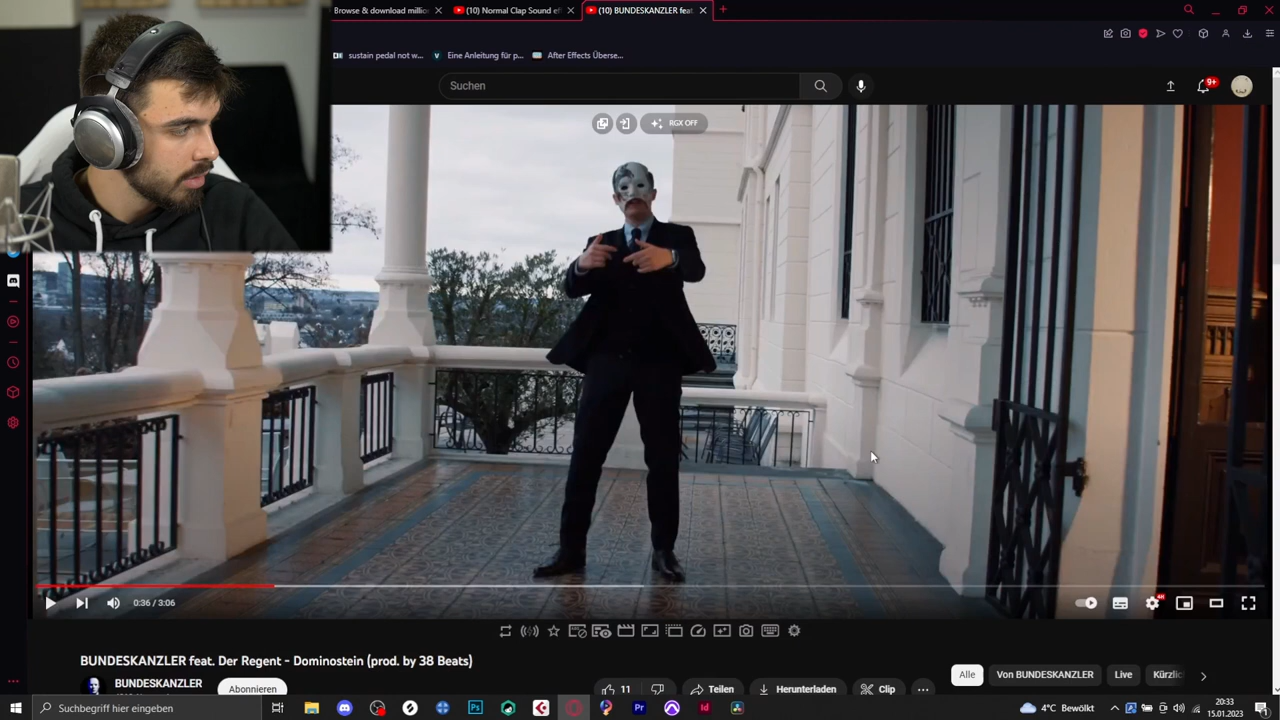 Browse & download millio
(10) Normal Clap Sound ef
(10) BUNDESKANZLER feat.
sustain pedal not w...
Eine Anleitung für p...
After Effects Überse...
Suchen
9+
RGX OFF
0:36 / 3:06
BUNDESKANZLER feat. Der Regent - Dominostein (prod. by 38 Beats)
BUNDESKANZLER
Abonnieren
11
Teilen
Herunterladen
Clip
Alle
Von BUNDESKANZLER
Live
Kürzlic
Suchbegriff hier eingeben
Ps
Pr
Id
4°C Bewölkt
20:33
15.01.2023